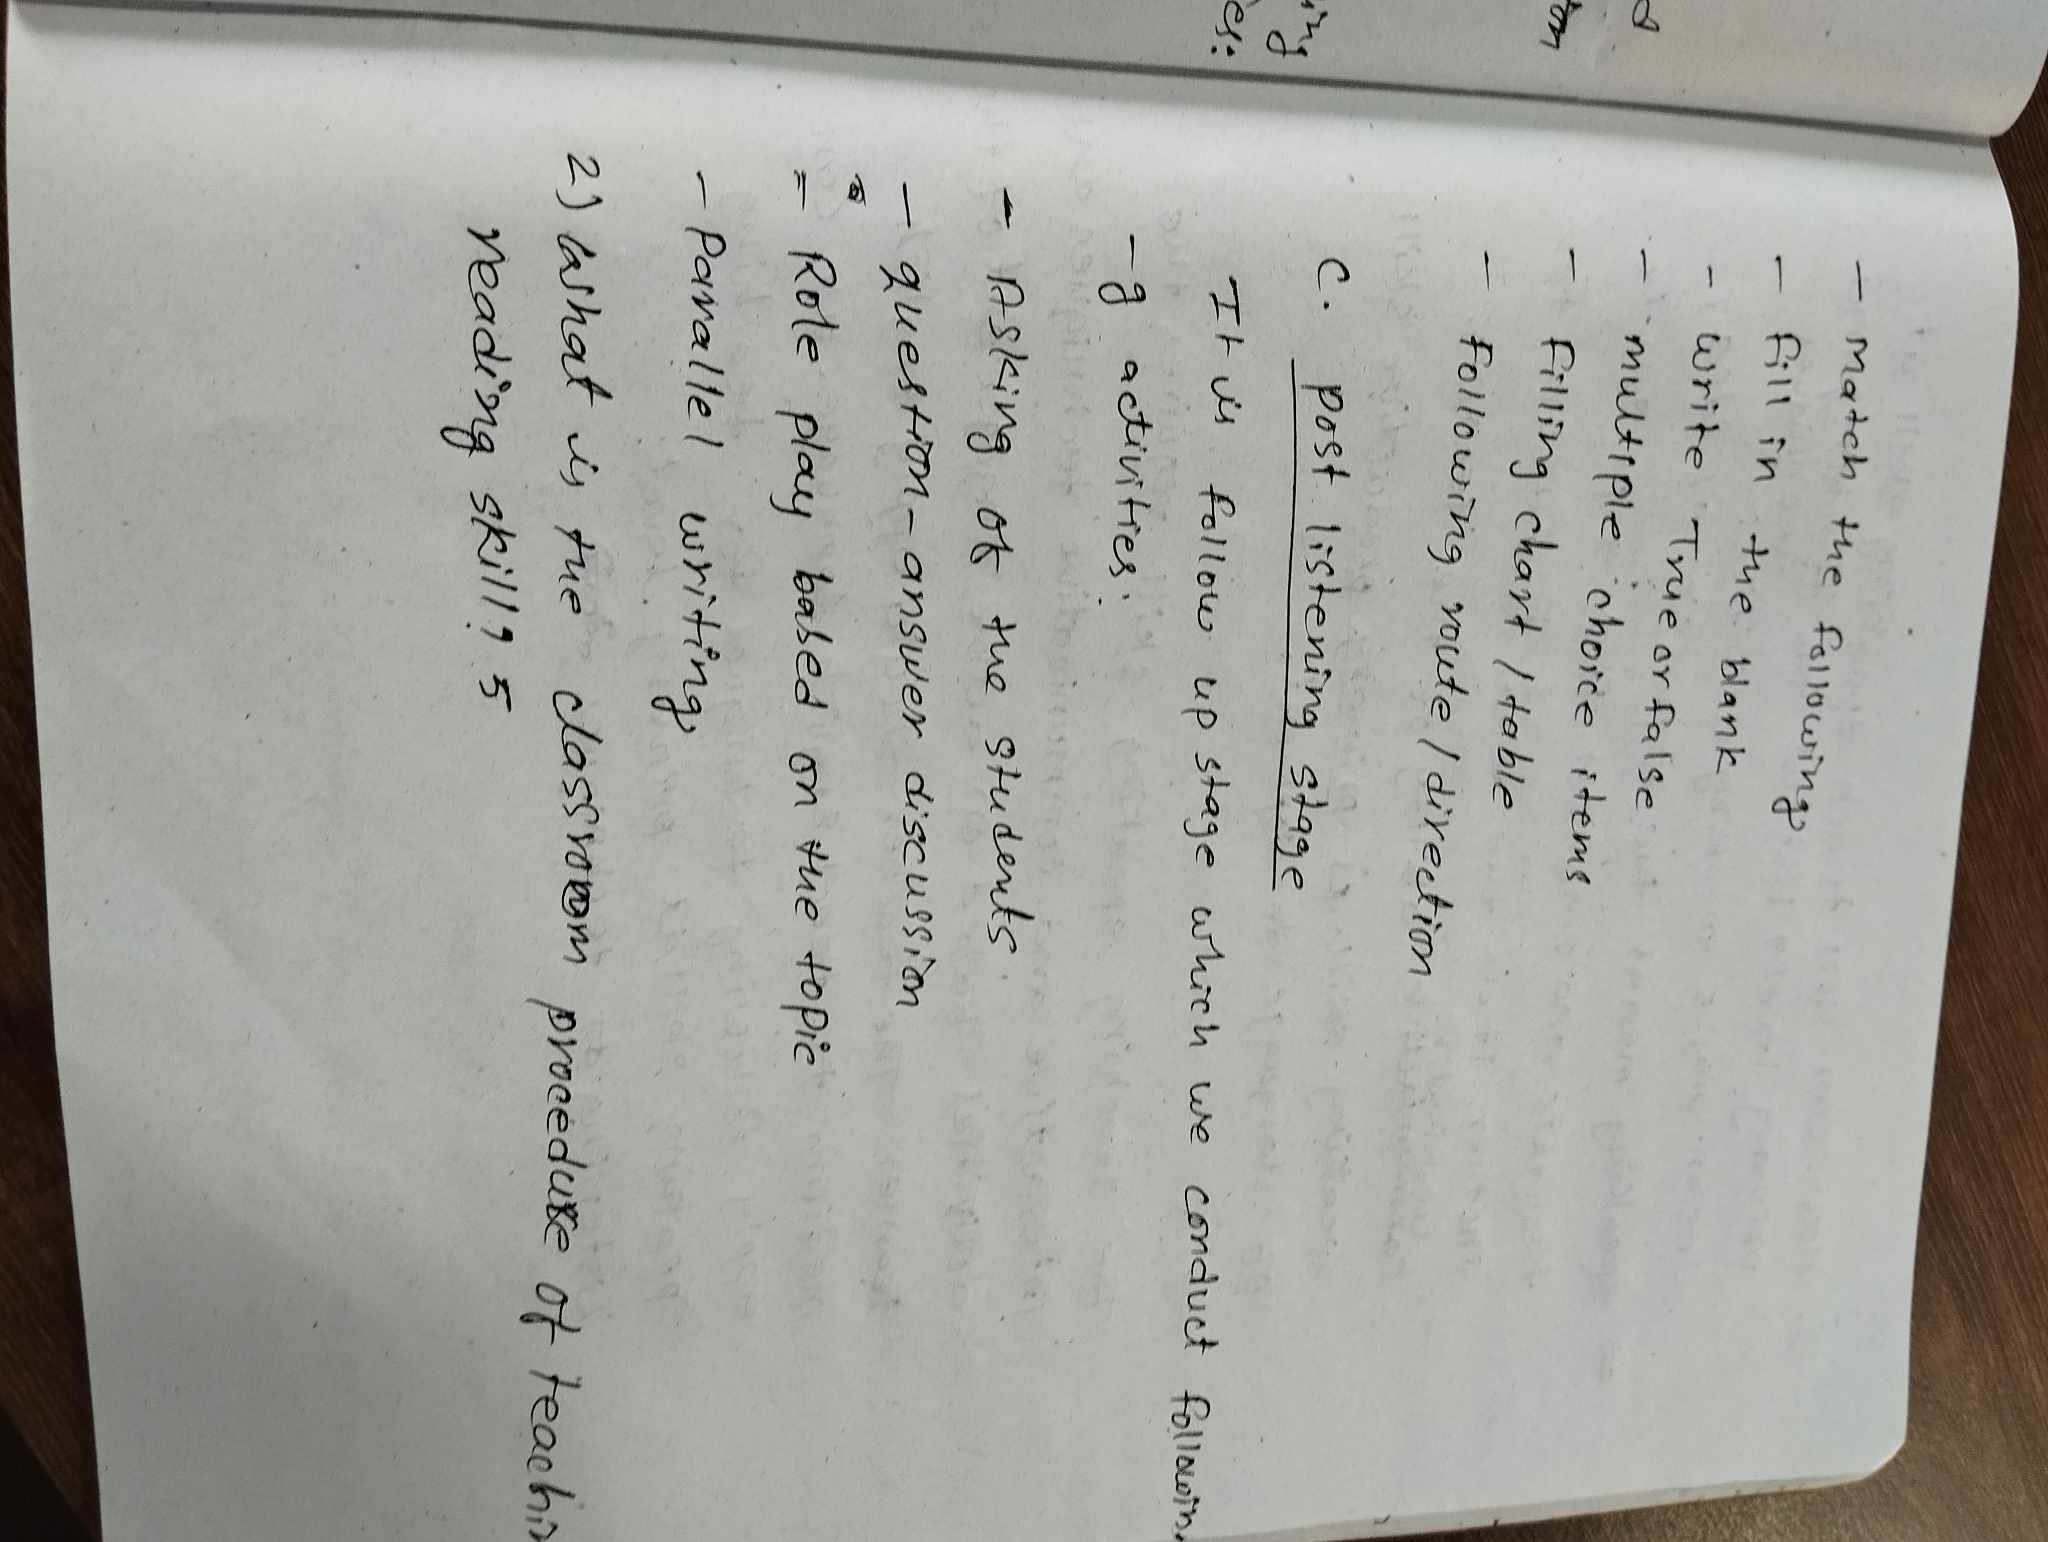 - Match the following
- fill in the blank
- write True or false
- multiple choice items
- filling chart / table
- following route / direction
C. post listening stage
It is follow up stage which we conduct followin
-g activities:
- Asking of the students.
- question-answer discussion
= Role play based on the topic
- parallel writing
2) what is the classroom procedure of teachin
reading skill? 5